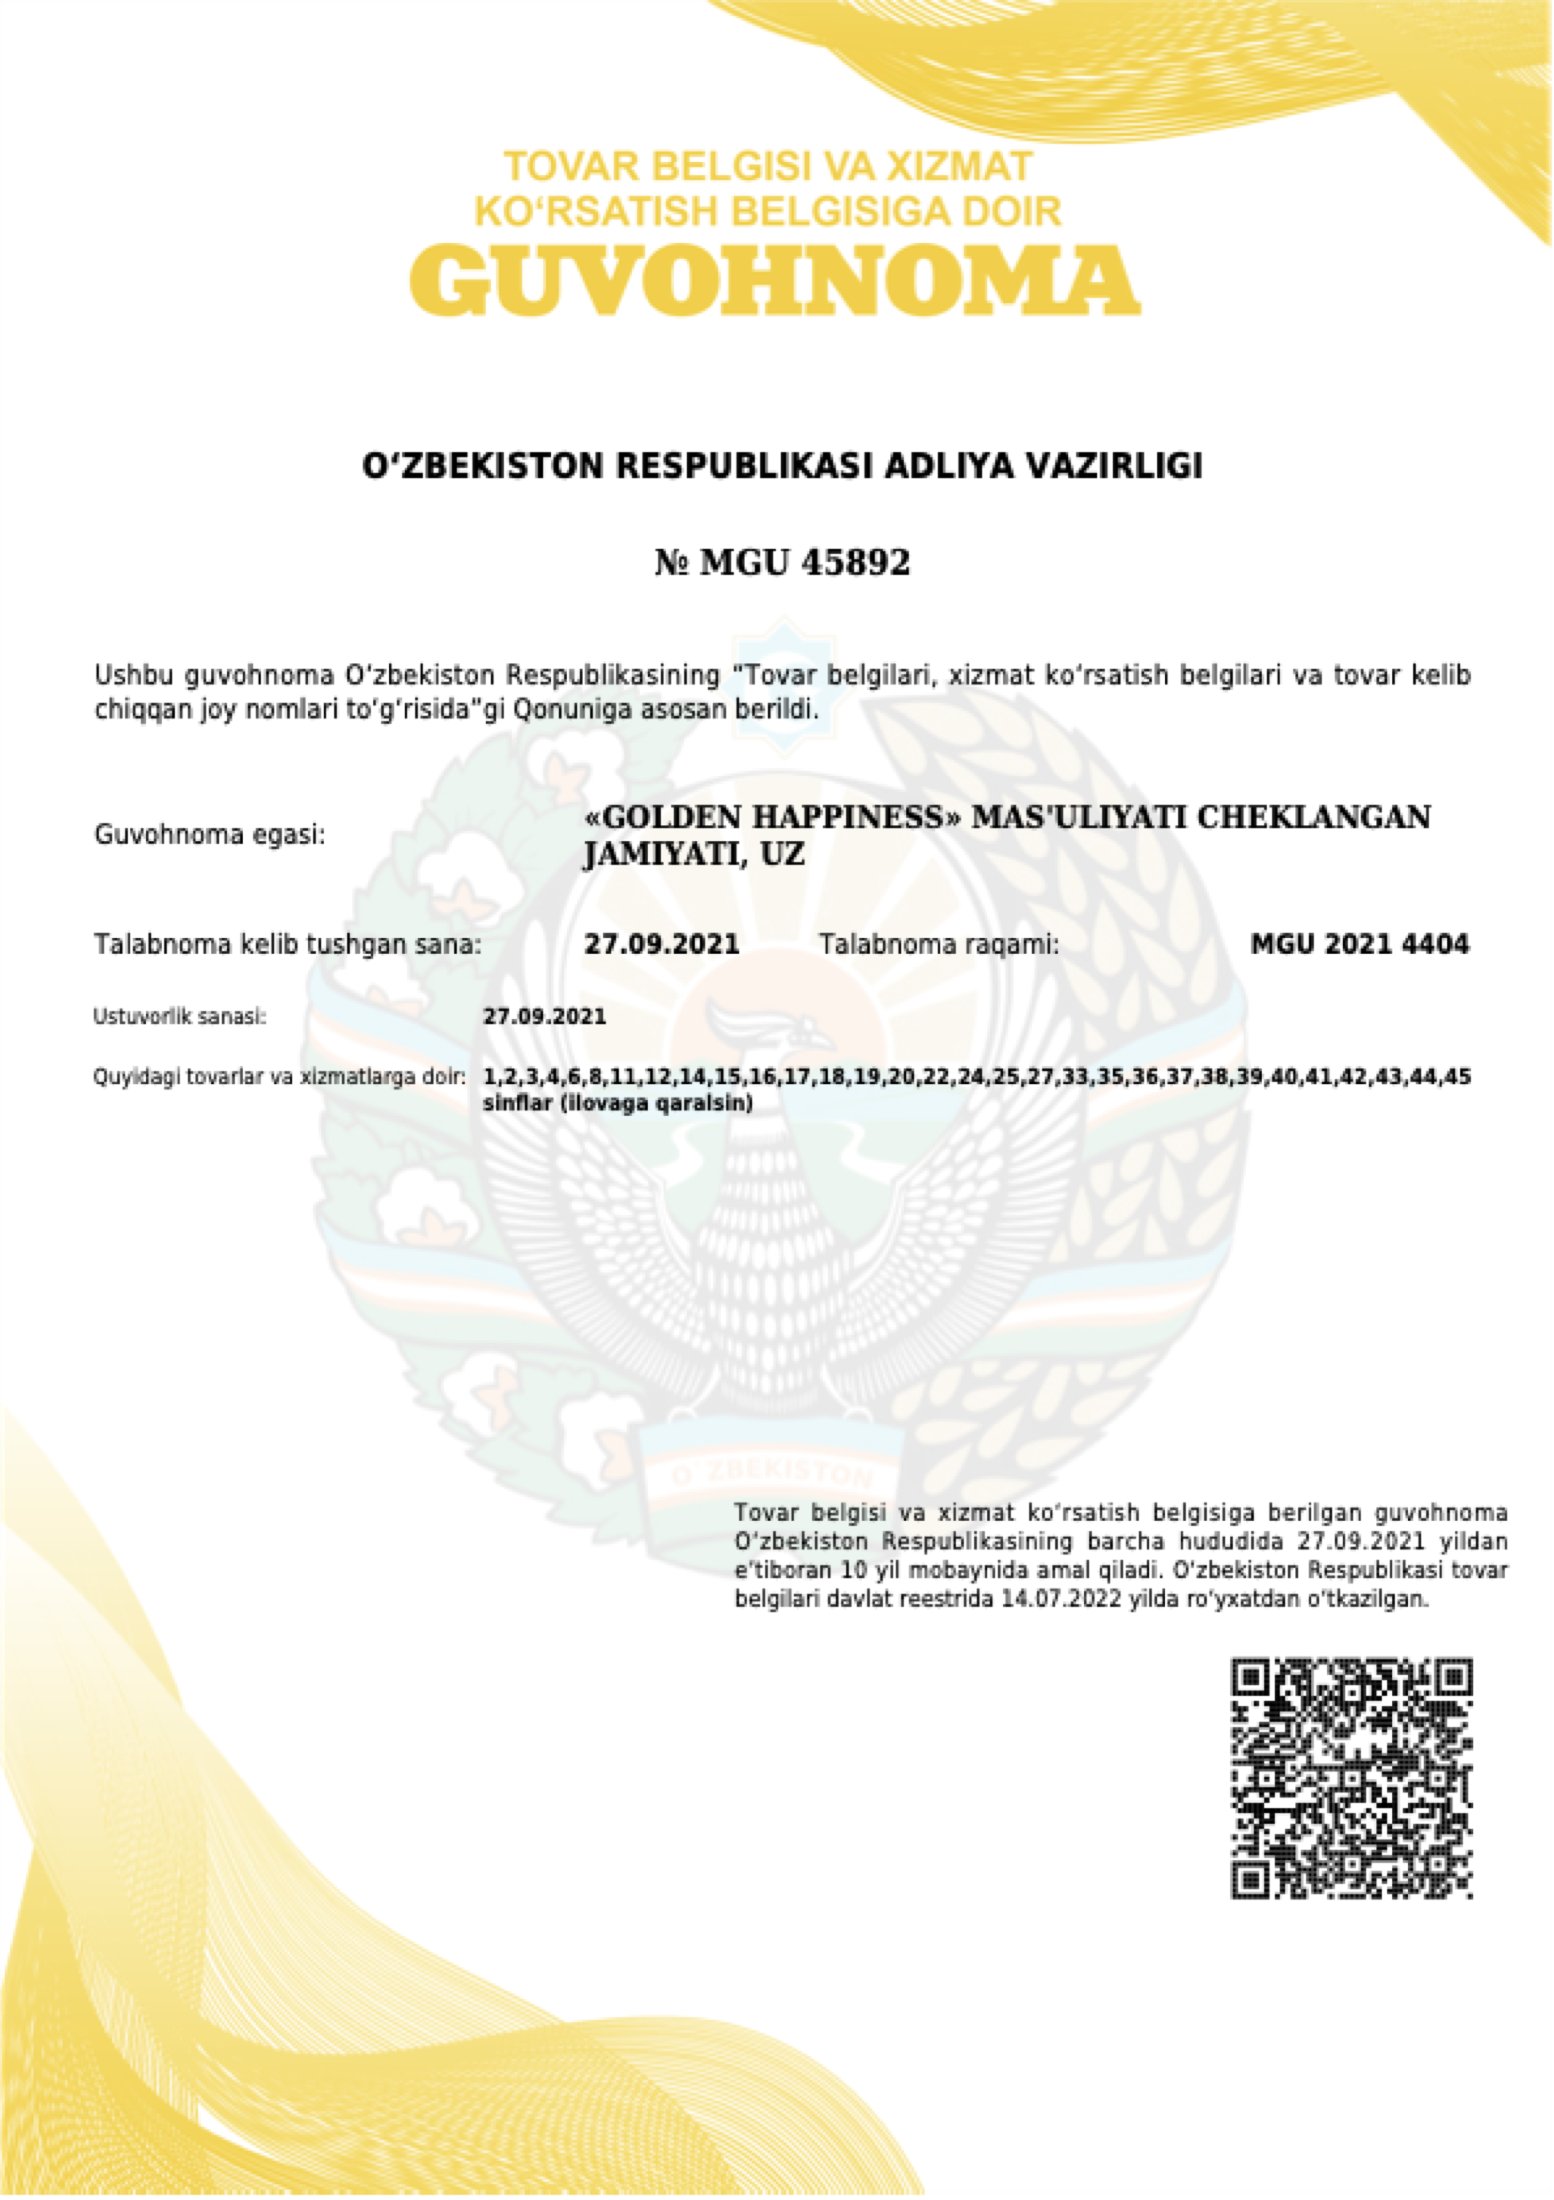 TOVAR BELGISI VA XIZMAT
KO‘RSATISH BELGISIGA DOIR
GUVOHNOMA
O‘ZBEKISTON RESPUBLIKASI ADLIYA VAZIRLIGI
№ MGU 45892
Ushbu guvohnoma O‘zbekiston Respublikasining "Tovar belgilari, xizmat ko‘rsatish belgilari va tovar kelib
chiqqan joy nomlari to‘g‘risida"gi Qonuniga asosan berildi.
Guvohnoma egasi: «GOLDEN HAPPINESS» MAS'ULIYATI CHEKLANGAN
JAMIYATI, UZ
Talabnoma kelib tushgan sana: 27.09.2021 Talabnoma raqami: MGU 2021 4404
Ustuvorlik sanasi: 27.09.2021
Quyidagi tovarlar va xizmatlarga doir: 1,2,3,4,6,8,11,12,14,15,16,17,18,19,20,22,24,25,27,33,35,36,37,38,39,40,41,42,43,44,45
sinflar (ilovaga qaralsin)
O‘ZBEKISTON
Tovar belgisi va xizmat ko‘rsatish belgisiga berilgan guvohnoma
O‘zbekiston Respublikasining barcha hududida 27.09.2021 yildan
e’tiboran 10 yil mobaynida amal qiladi. O‘zbekiston Respublikasi tovar
belgilari davlat reestrida 14.07.2022 yilda ro‘yxatdan o‘tkazilgan.